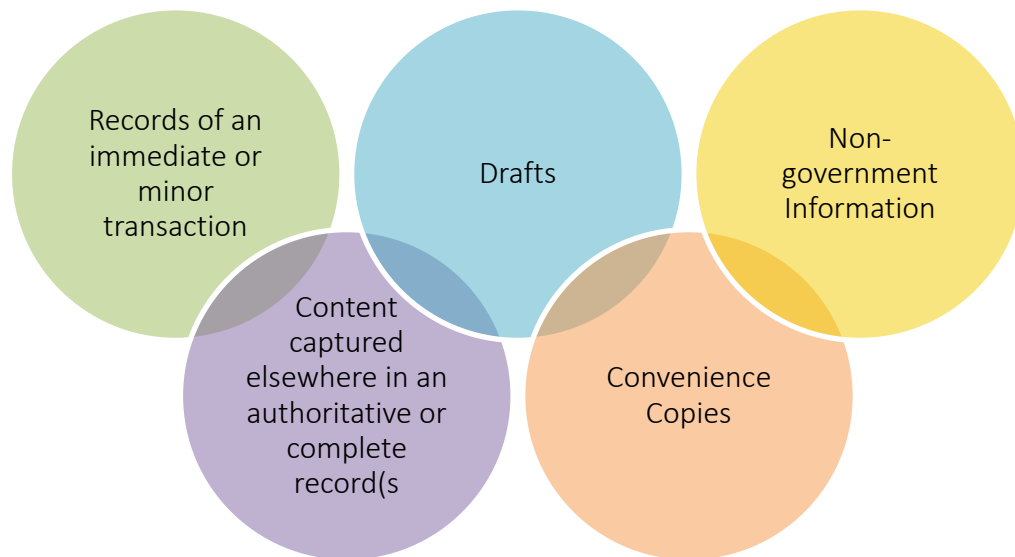 Records of an
immediate or
minor
transaction
Drafts
Non-
government
Information
Content
captured
elsewhere in an
authoritative or
complete
record(s
Convenience
Copies